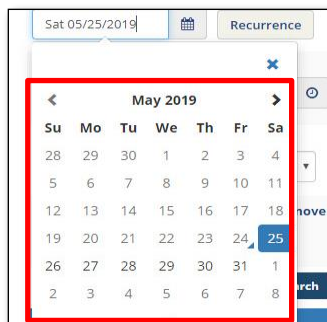 Sat 05/25/2019 Recurrence
May 2019
Su Mo Tu We Th Fr Sa
28 29 30 1 2 3 4
5 6 7 8 9 10 11
12 13 14 15 16 17 18 nove
19 20 21 22 23 24 25
26 27 28 29 30 31 1
2 3 4 5 6 7 8 arch